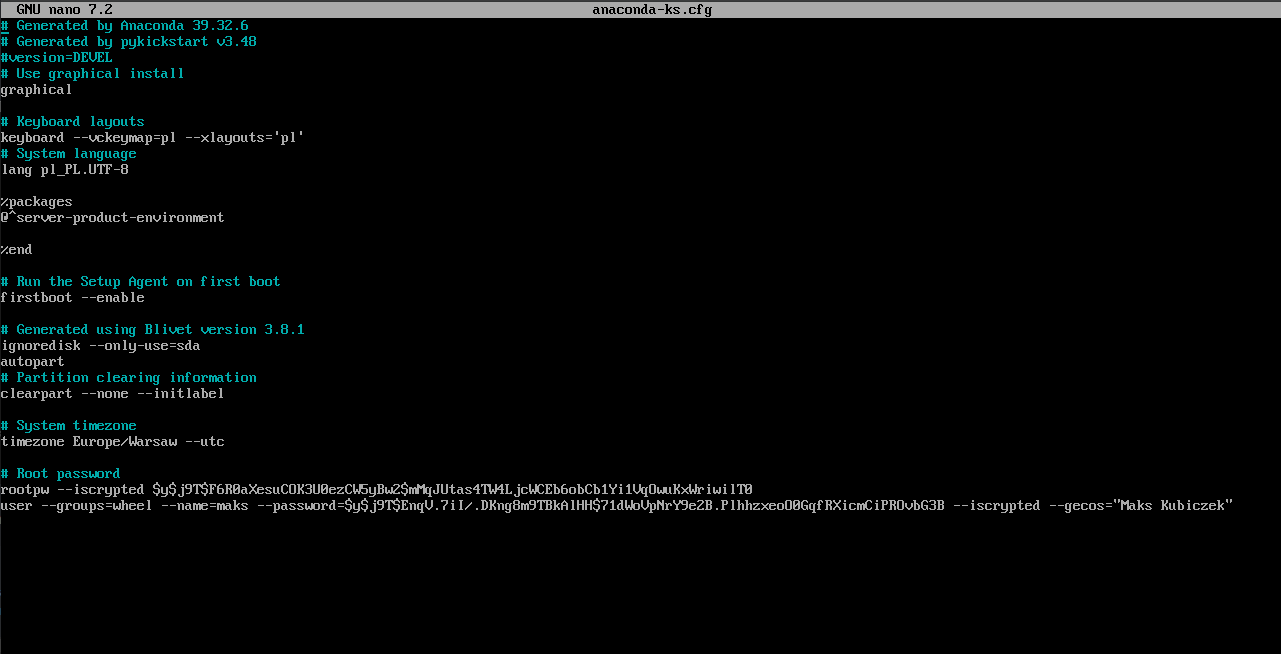 GNU nano 7.2 anaconda-ks.cfg
# Generated by Anaconda 39.32.6
# Generated by pykickstart v3.48
#version=DEVEL
# Use graphical install
graphical
# Keyboard layouts
keyboard --vckeymap=pl --xlayouts='pl'
# System language
lang pl_PL.UTF-8
%packages
@^server-product-environment
%end
# Run the Setup Agent on first boot
firstboot --enable
# Generated using Blivet version 3.8.1
ignoredisk --only-use=sda
autopart
# Partition clearing information
clearpart --none --initlabel
# System timezone
timezone Europe/Warsaw --utc
# Root password
rootpw --iscrypted $y$j9T$F6R0aXesuCOK3U0ezCW5yBw2$mMqJUtas4TW4LjcWCEb6obCb1Yi1VqOwuKxWriwilT0
user --groups=wheel --name=maks --password=$y$j9T$EnqV.7iI/.DKng8m9TBkAlHH$71dWoVpNrY9e2B.PlhhzxeoO0GqfRXicmCiPROvbG3B --iscrypted --gecos="Maks Kubiczek"